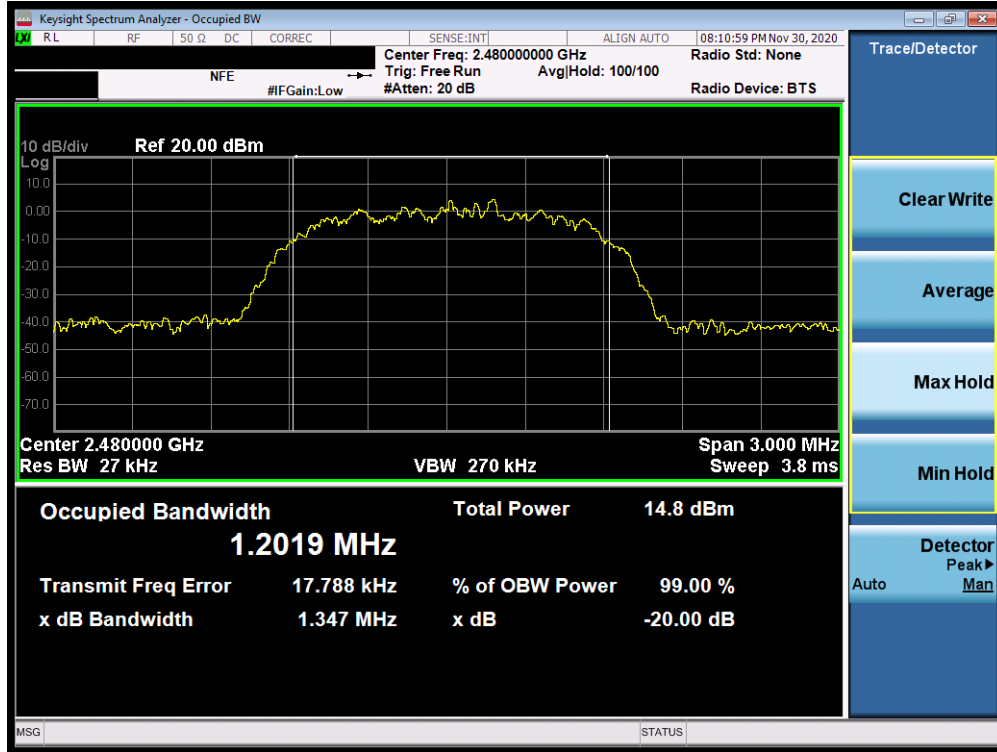 Keysight Spectrum Analyzer - Occupied BW
LXI RL RF 50 Ω DC CORREC SENSE:INT ALIGN AUTO 08:10:59 PM Nov 30, 2020
Center Freq: 2.480000000 GHz Radio Std: None
NFE Trig: Free Run Avg|Hold: 100/100
#IFGain:Low #Atten: 20 dB Radio Device: BTS
10 dB/div Ref 20.00 dBm
Log
10.0
0.00
-10.0
-20.0
-30.0
-40.0
-50.0
-60.0
-70.0
Center 2.480000 GHz Span 3.000 MHz
Res BW 27 kHz VBW 270 kHz Sweep 3.8 ms
Occupied Bandwidth Total Power 14.8 dBm
1.2019 MHz
Transmit Freq Error 17.788 kHz % of OBW Power 99.00 %
x dB Bandwidth 1.347 MHz x dB -20.00 dB
MSG STATUS
Trace/Detector
Clear Write
Average
Max Hold
Min Hold
Detector
Peak▶
Auto Man